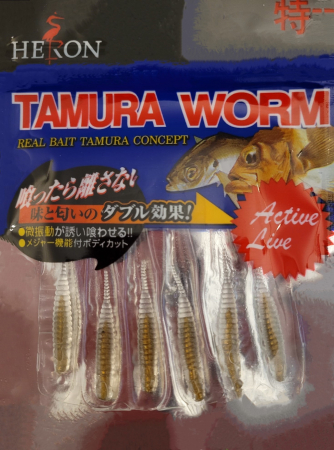 特
HERON
TAMURA WORM
REAL BAIT TAMURA CONCEPT
喰ったら離さない
味と匂いのダブル効果!
●微振動が誘い喰わせる!!
●メジャー機能付ボディカット
Active
Live